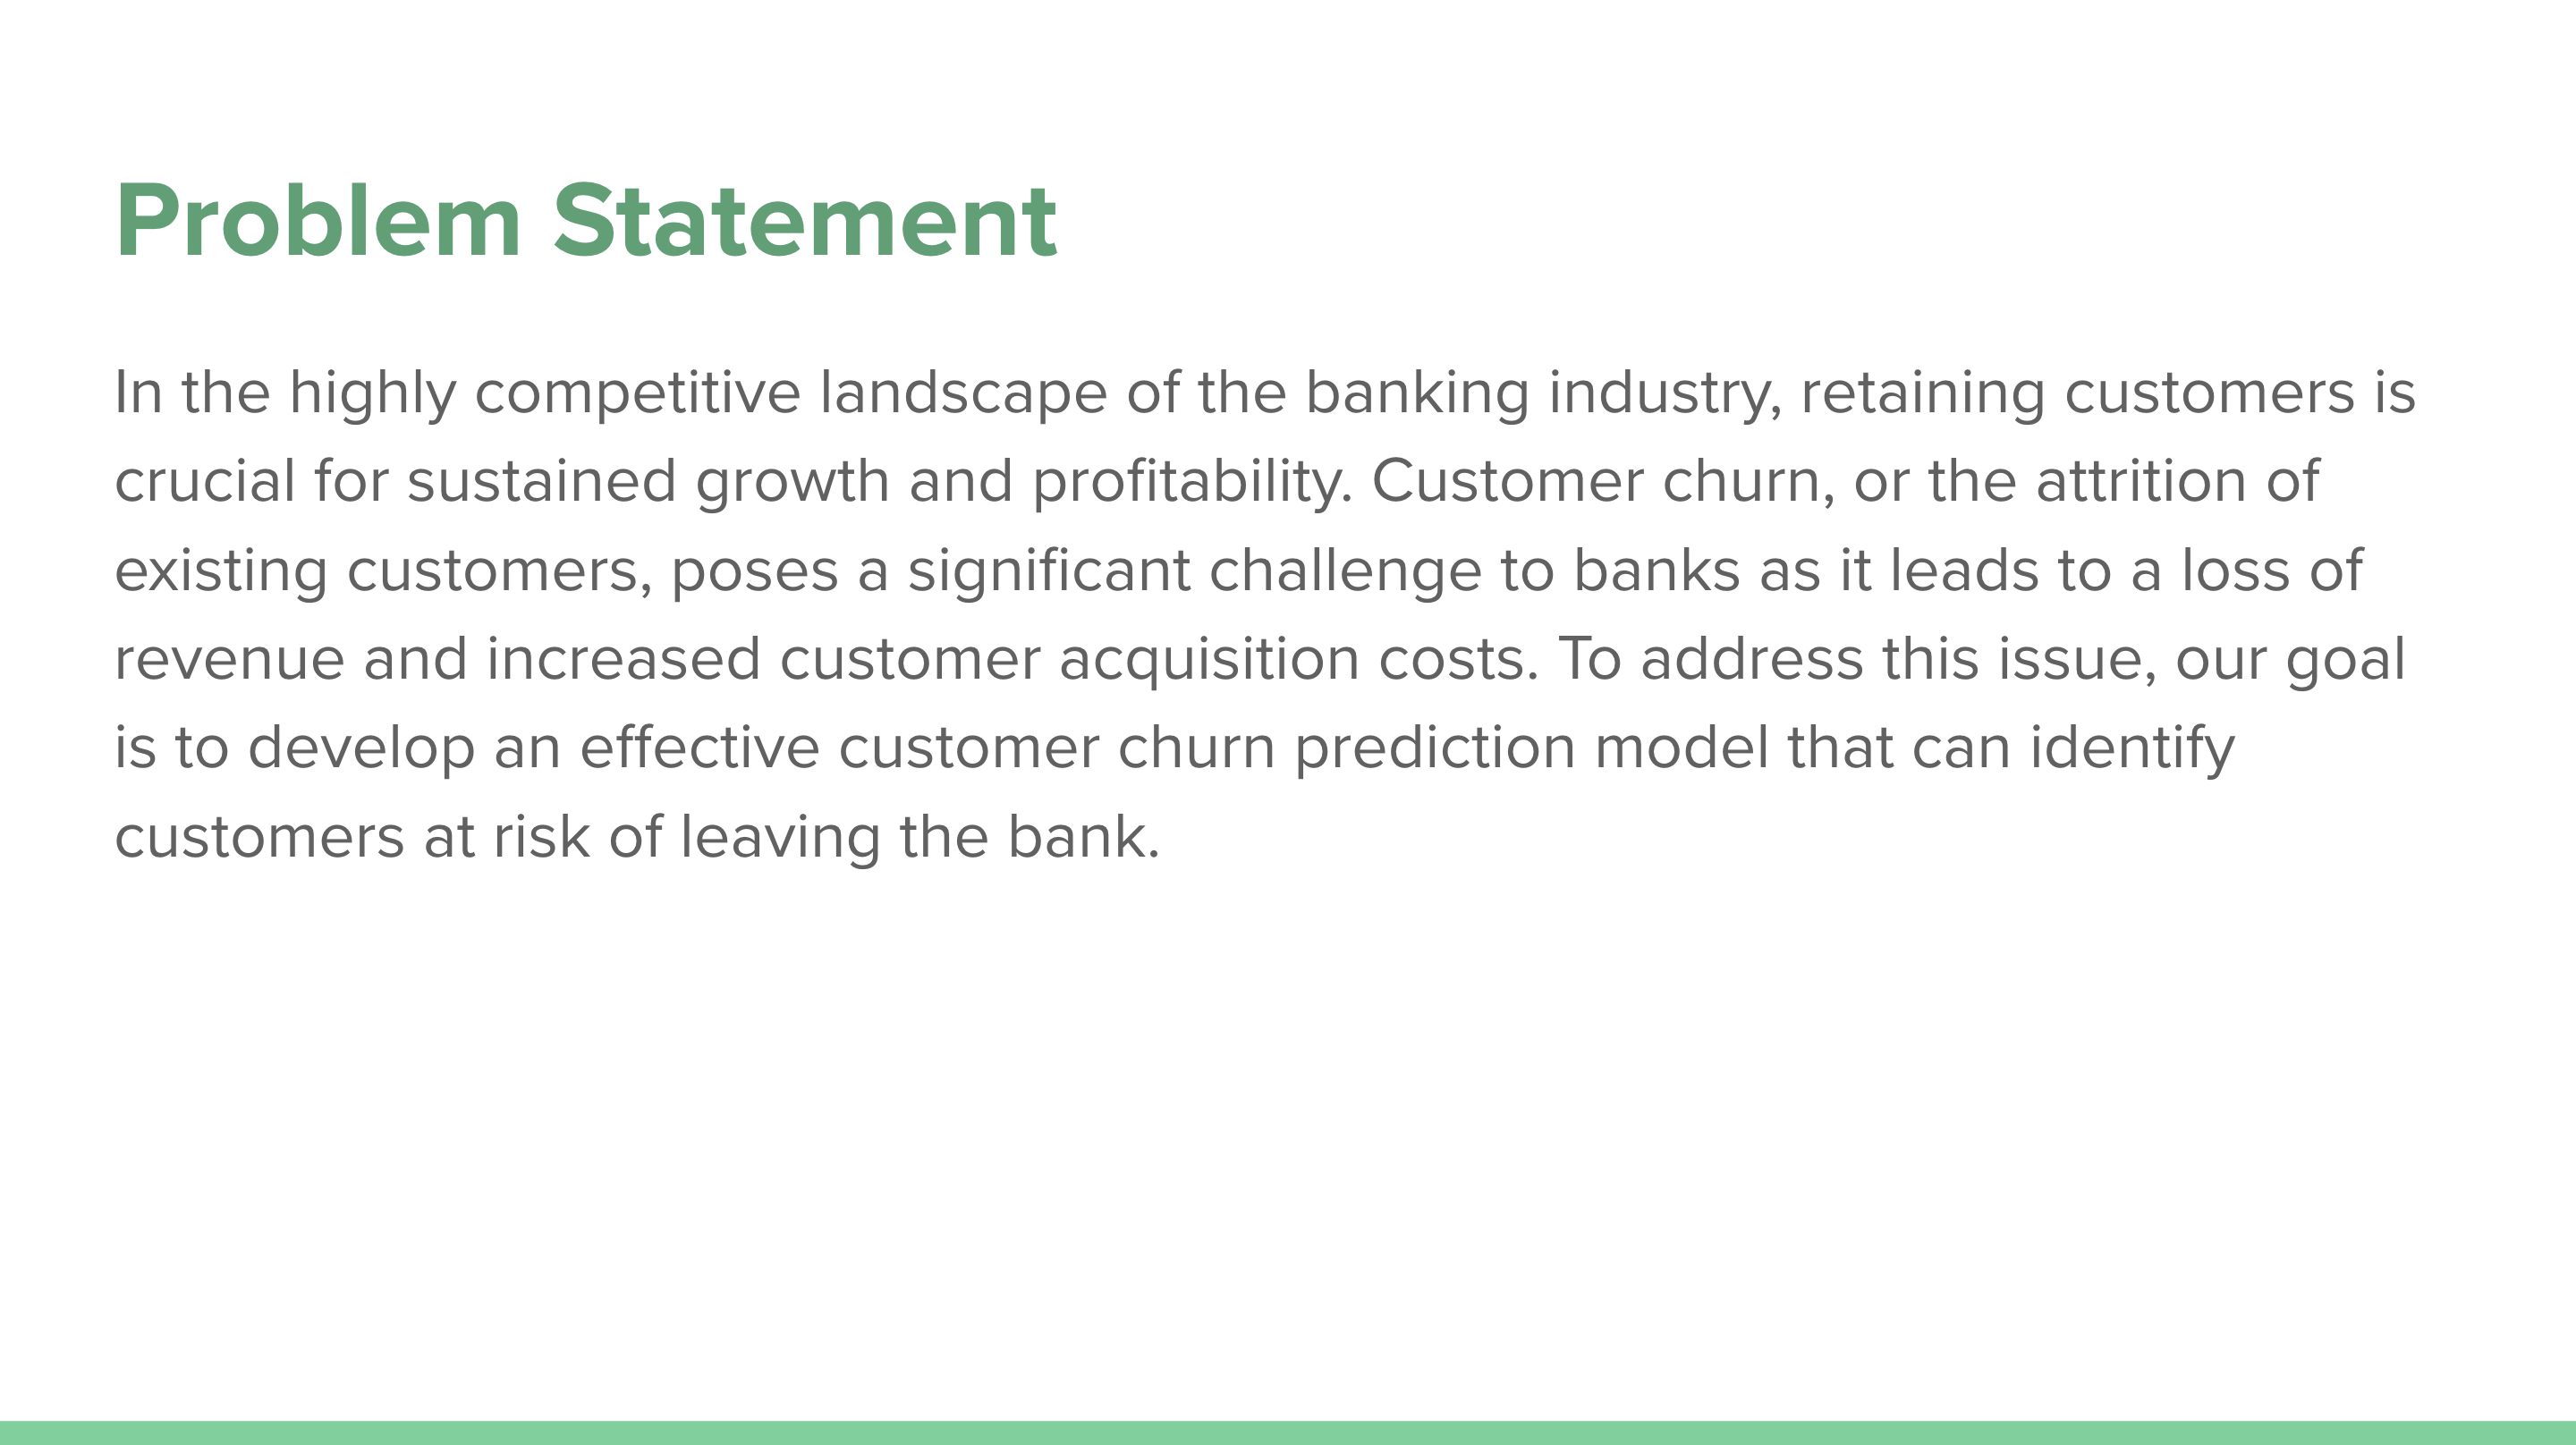 Problem Statement
In the highly competitive landscape of the banking industry, retaining customers is
crucial for sustained growth and profitability. Customer churn, or the attrition of
existing customers, poses a significant challenge to banks as it leads to a loss of
revenue and increased customer acquisition costs. To address this issue, our goal
is to develop an effective customer churn prediction model that can identify
customers at risk of leaving the bank.